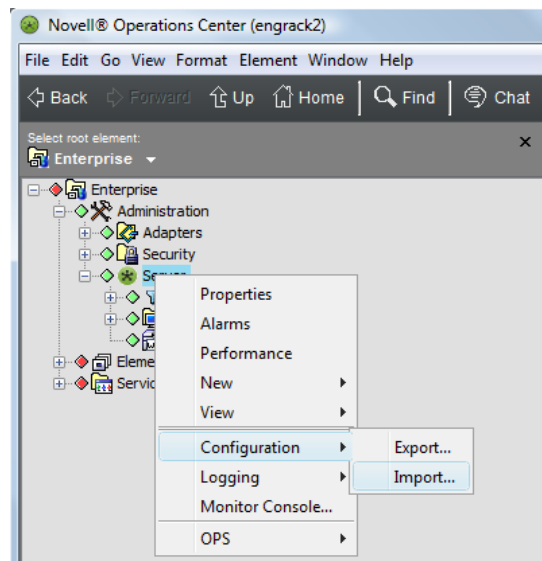 Novell® Operations Center (engrack2)
File Edit Go View Format Element Window Help
Back Forward Up Home Find Chat
Select root element:
Enterprise
Enterprise
Administration
Adapters
Security
Server
Properties
Alarms
Performance
Eleme
New
Servic
View
Configuration Export...
Logging Import...
Monitor Console...
OPS